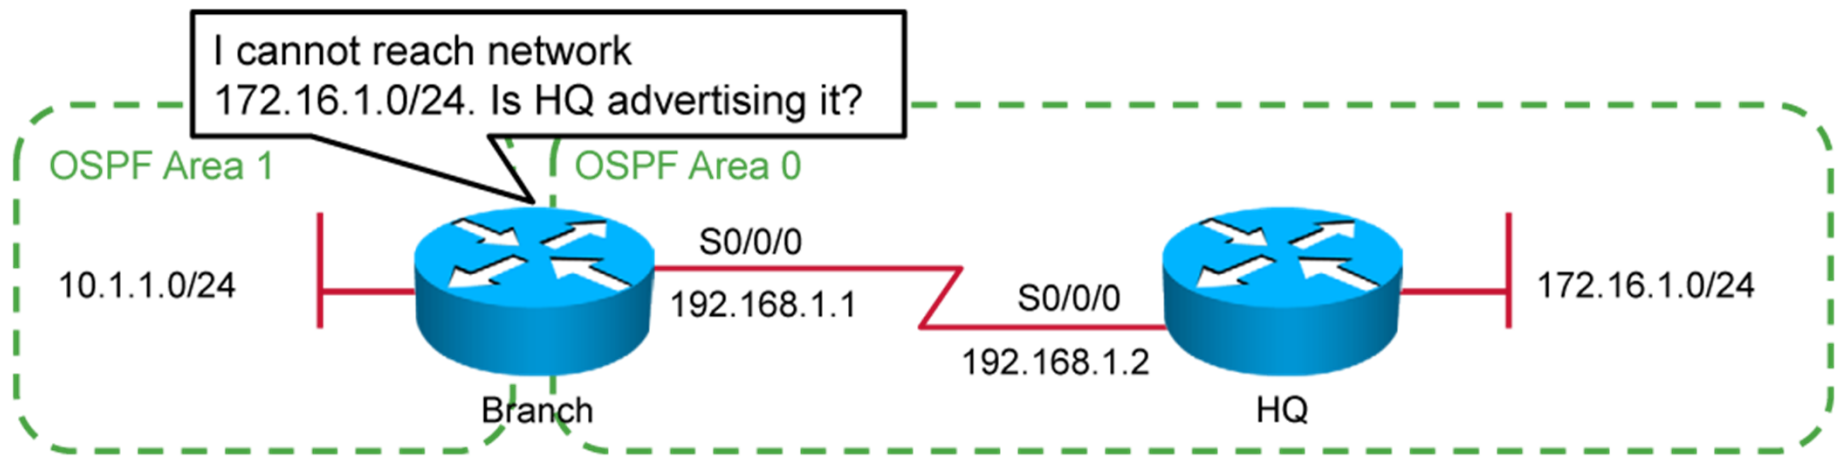 I cannot reach network
172.16.1.0/24. Is HQ advertising it?
OSPF Area 1
OSPF Area 0
S0/0/0
10.1.1.0/24
192.168.1.1
S0/0/0
172.16.1.0/24
192.168.1.2
Branch
HQ